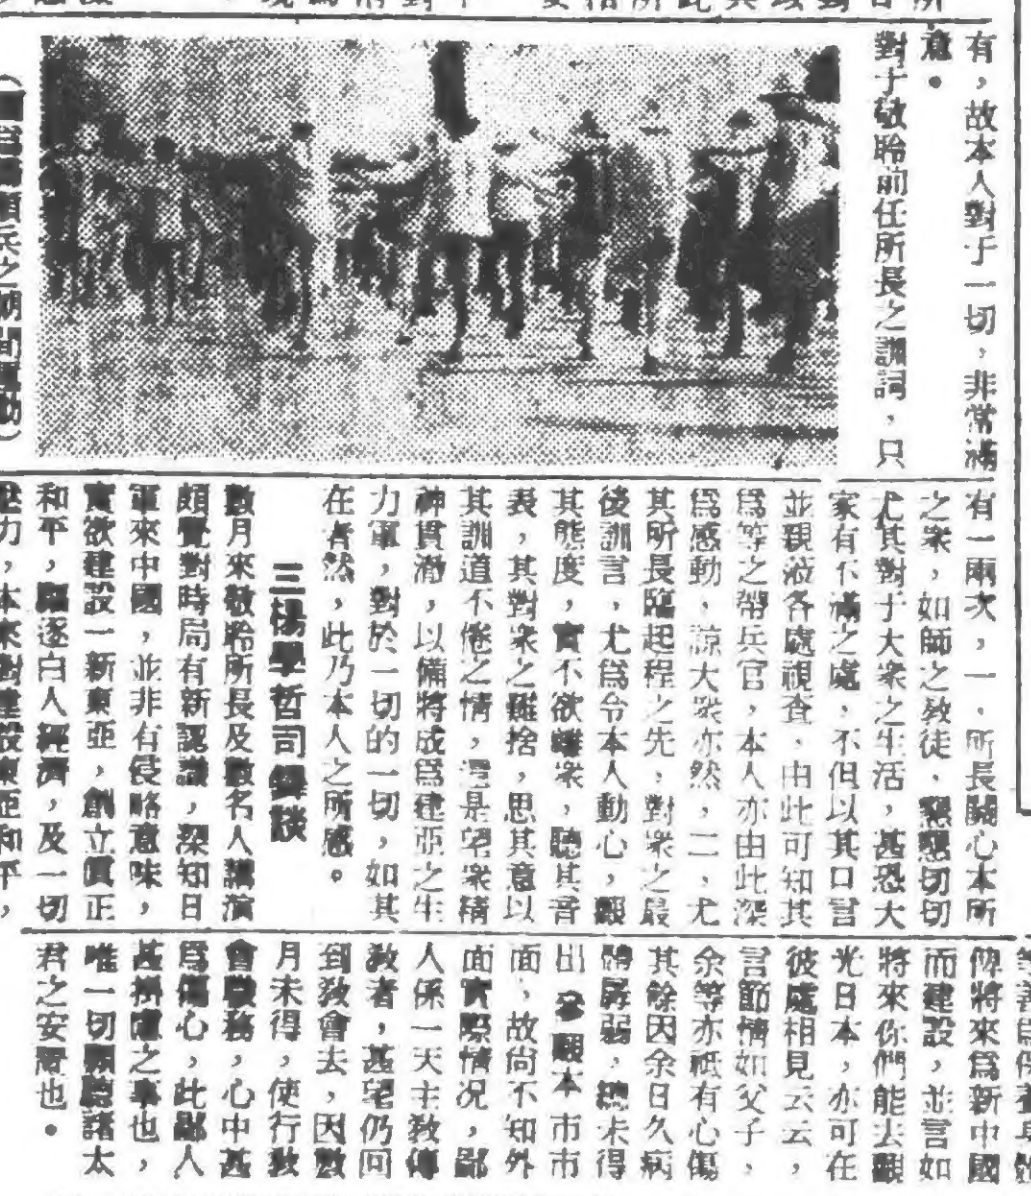 有，故本人對于一切，非常滿
意。
對于敬聆前任所長之訓詞，只
有一兩次，一，所長關心本所
之衆，如師之教徒，懇懇切切
尤其對于大衆之生活，甚恐大
家有不滿之處，不但以其口言
並親蒞各處視查，由此可知其
爲等之帶兵官，本人亦由此深
爲感動，諒大衆亦然，二，尤
其所長臨起程之先，對衆之最
後訓言，尤爲令本人動心，觀
其態度，實不欲離衆，聽其言
表，其對衆之難捨，思其意以
其訓道不倦之情，還是望衆精
神貫澈，以備將成爲建亞之生
力軍，對於一切的一切，如其
在者然，此乃本人之所感。
三楊學哲司鐸談
數月來敬聆所長及數名人講演
頗覺對時局有新認識，深知日
軍來中國，並非有侵略意味，
實欲建設一新東亞，創立真正
和平，驅逐白人經濟，及一切
力，本來對建設東亞和平，
俾將來爲新中國
而建設，並言如
將來你們能去觀
光日本，亦可在
彼處相見云云，
言節情如父子，
余等亦祇有心傷
其餘因余日久病
體孱弱，總未得
出參觀本市市
面，故尙不知外
面實際情況，鄙
人係一天主教傳
教者，甚望仍回
到教會去，因數
月未得，使行教
會職務，心中甚
爲傷心，此鄙人
甚掛慮之事也，
唯一切願聽諸太
君之安置也。